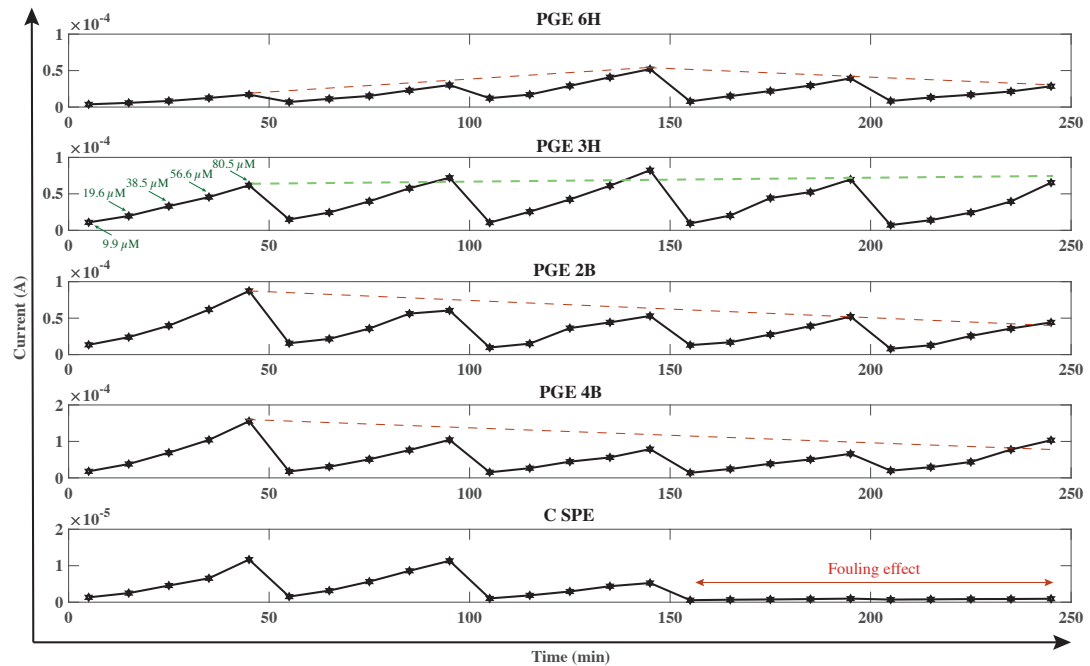 PGE 6H
×10⁻⁴
1
0.5
0
0 50 100 150 200 250
PGE 3H
×10⁻⁴
1
0.5
0
9.9 µM
19.6 µM
38.5 µM
56.6 µM
80.5 µM
0 50 100 150 200 250
PGE 2B
×10⁻⁴
1
0.5
0
0 50 100 150 200 250
PGE 4B
×10⁻⁴
2
1
0
0 50 100 150 200 250
C SPE
×10⁻⁵
2
1
0
Fouling effect
0 50 100 150 200 250
Current (A)
Time (min)